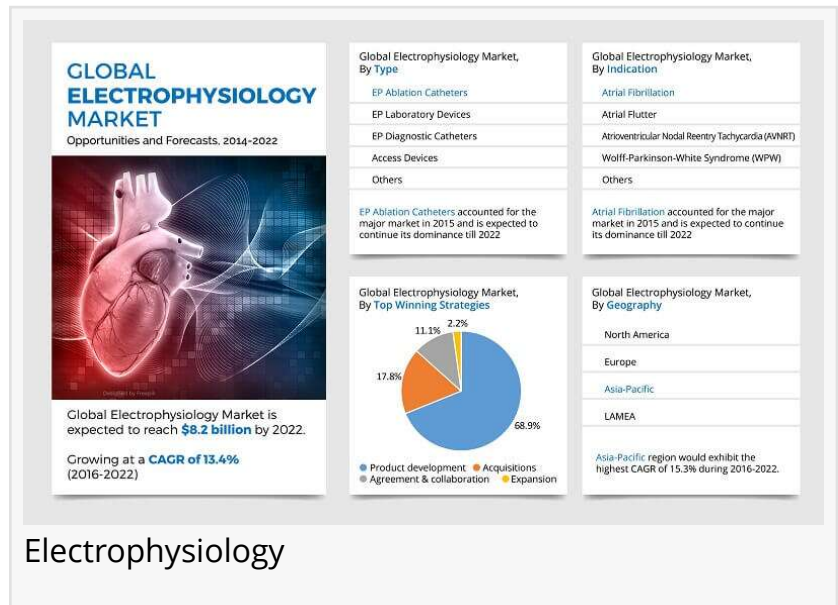 GLOBAL
ELECTROPHYSIOLOGY
MARKET
Opportunities and Forecasts, 2014-2022
Designed by Freepik
Global Electrophysiology Market is
expected to reach $8.2 billion by 2022.
Growing at a CAGR of 13.4%
(2016-2022)
Global Electrophysiology Market,
By Type
EP Ablation Catheters
EP Laboratory Devices
EP Diagnostic Catheters
Access Devices
Others
EP Ablation Catheters accounted for the
major market in 2015 and is expected to
continue its dominance till 2022
Global Electrophysiology Market,
By Indication
Atrial Fibrillation
Atrial Flutter
Atrioventricular Nodal Reentry Tachycardia (AVNRT)
Wolff-Parkinson-White Syndrome (WPW)
Others
Atrial Fibrillation accounted for the major
market in 2015 and is expected to continue
its dominance till 2022
Global Electrophysiology Market,
By Top Winning Strategies
2.2%
11.1%
17.8%
68.9%
Product development Acquisitions
Agreement & collaboration Expansion
Global Electrophysiology Market,
By Geography
North America
Europe
Asia-Pacific
LAMEA
Asia-Pacific region would exhibit the
highest CAGR of 15.3% during 2016-2022.
Electrophysiology